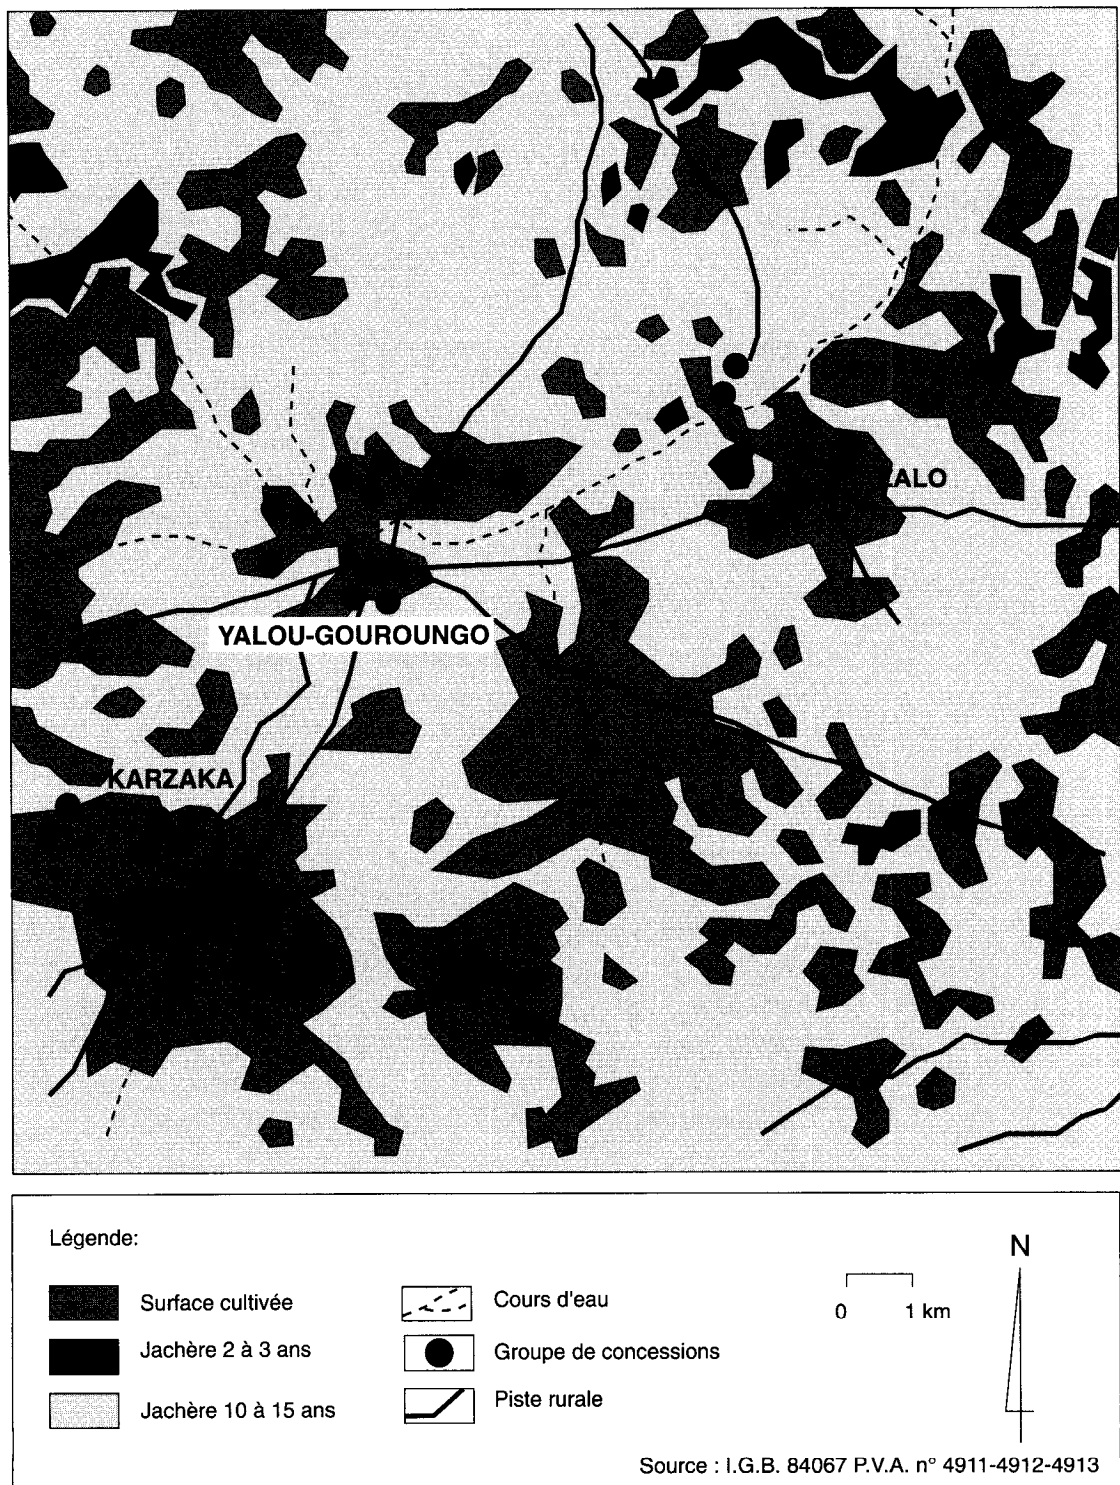 YALOU-GOUROUNGO
KARZAKA
Légende:
Surface cultivée
Jachère 2 à 3 ans
Jachère 10 à 15 ans
Cours d'eau
Groupe de concessions
Piste rurale
0 1 km
N
Source : I.G.B. 84067 P.V.A. n° 4911-4912-4913